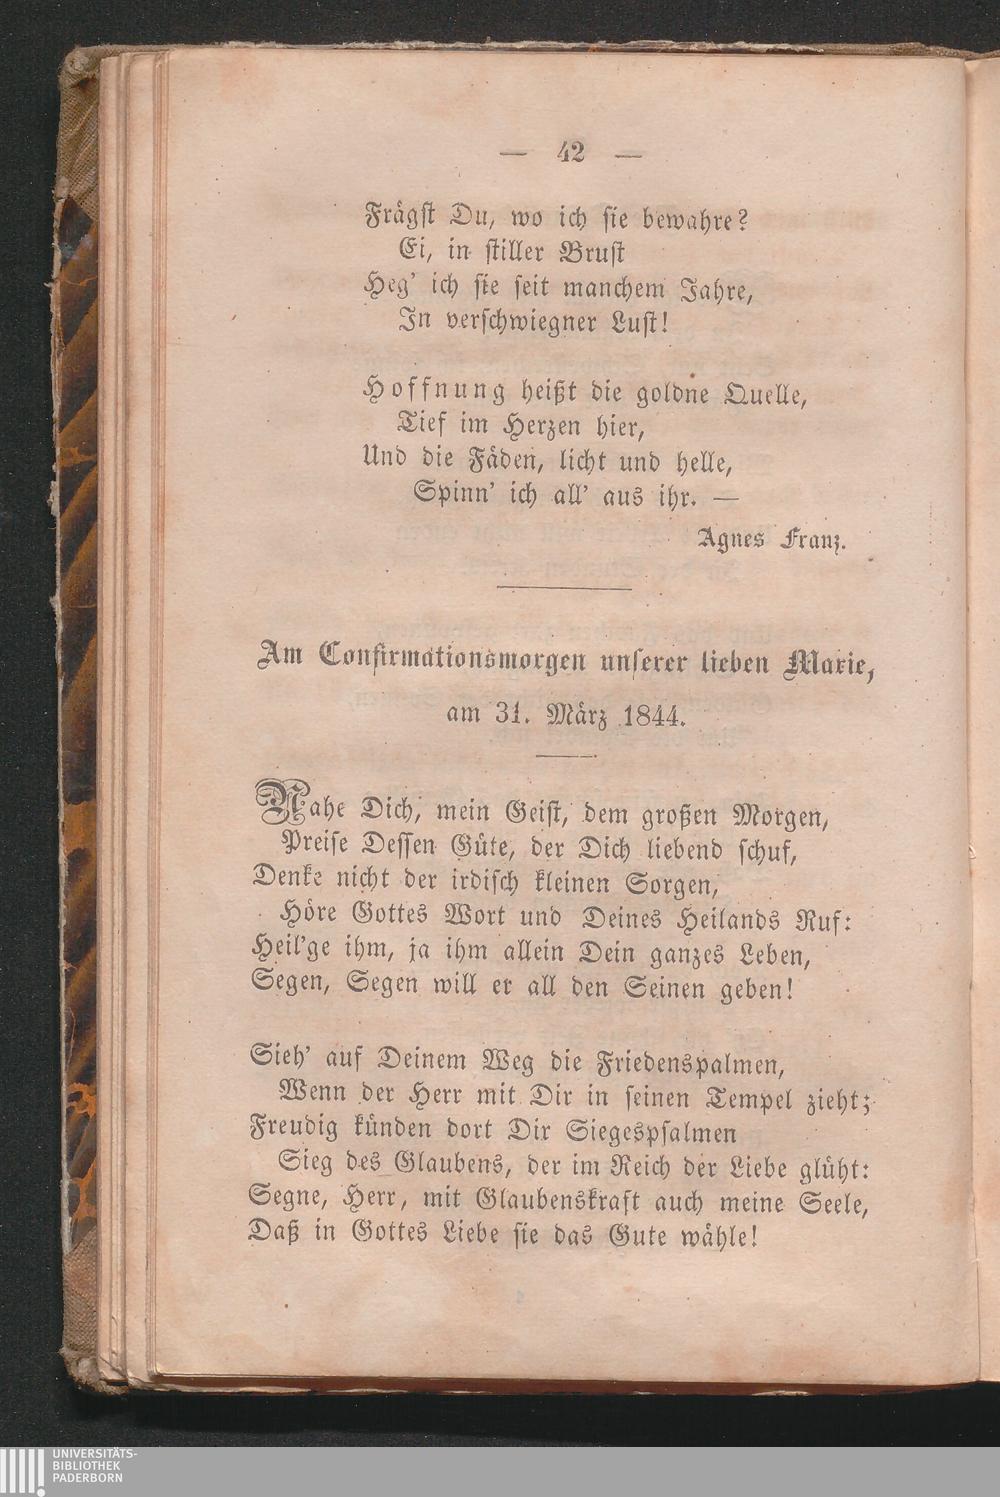 — 42 —
Frägst Du, wo ich sie bewahre?
Ei, in stiller Brust
Heg' ich sie seit manchem Jahre,
In verschwiegner Lust!
Hoffnung heißt die goldne Quelle,
Tief im Herzen hier,
Und die Fäden, licht und helle,
Spinn' ich all' aus ihr. —
Agnes Franz.
Am Confirmationsmorgen unserer lieben Marie,
am 31. März 1844.
Nahe Dich, mein Geist, dem großen Morgen,
Preise Dessen Güte, der Dich liebend schuf,
Denke nicht der irdisch kleinen Sorgen,
Höre Gottes Wort und Deines Heilands Ruf:
Heil'ge ihm, ja ihm allein Dein ganzes Leben,
Segen, Segen will er all den Seinen geben!
Sieh' auf Deinem Weg die Friedenspalmen,
Wenn der Herr mit Dir in seinen Tempel zieht;
Freudig künden dort Dir Siegespsalmen
Sieg des Glaubens, der im Reich der Liebe glüht:
Segne, Herr, mit Glaubenskraft auch meine Seele,
Daß in Gottes Liebe sie das Gute wähle!
UNIVERSITÄTS-
BIBLIOTHEK
PADERBORN